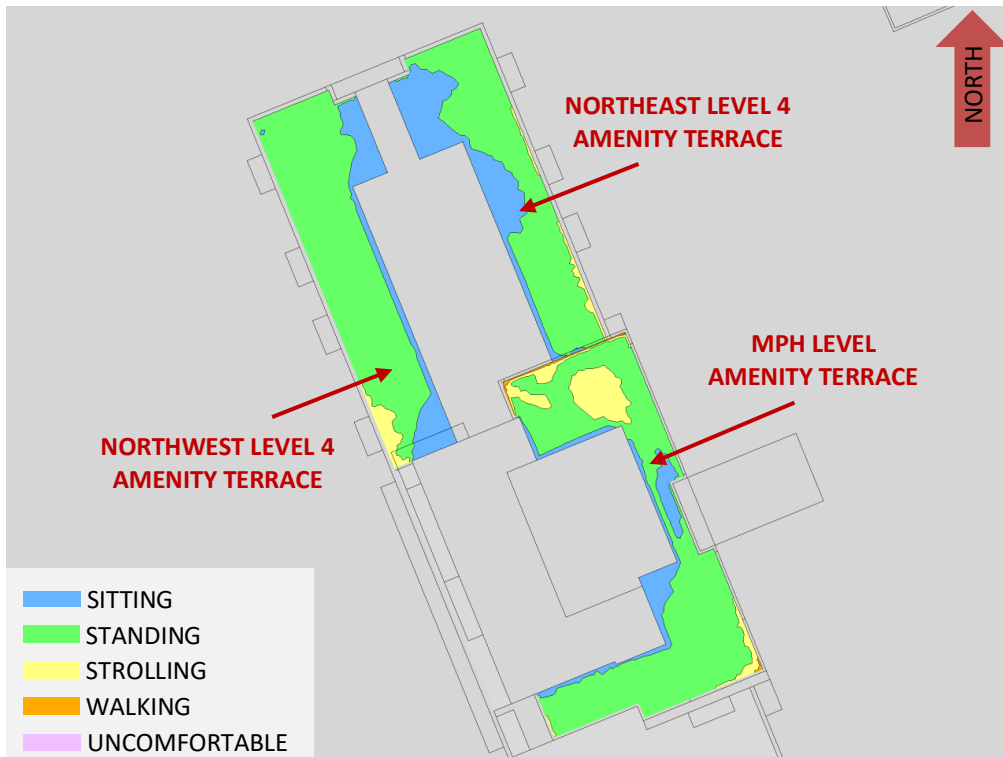 NORTH
NORTHEAST LEVEL 4
AMENITY TERRACE
MPH LEVEL
AMENITY TERRACE
NORTHWEST LEVEL 4
AMENITY TERRACE
SITTING
STANDING
STROLLING
WALKING
UNCOMFORTABLE